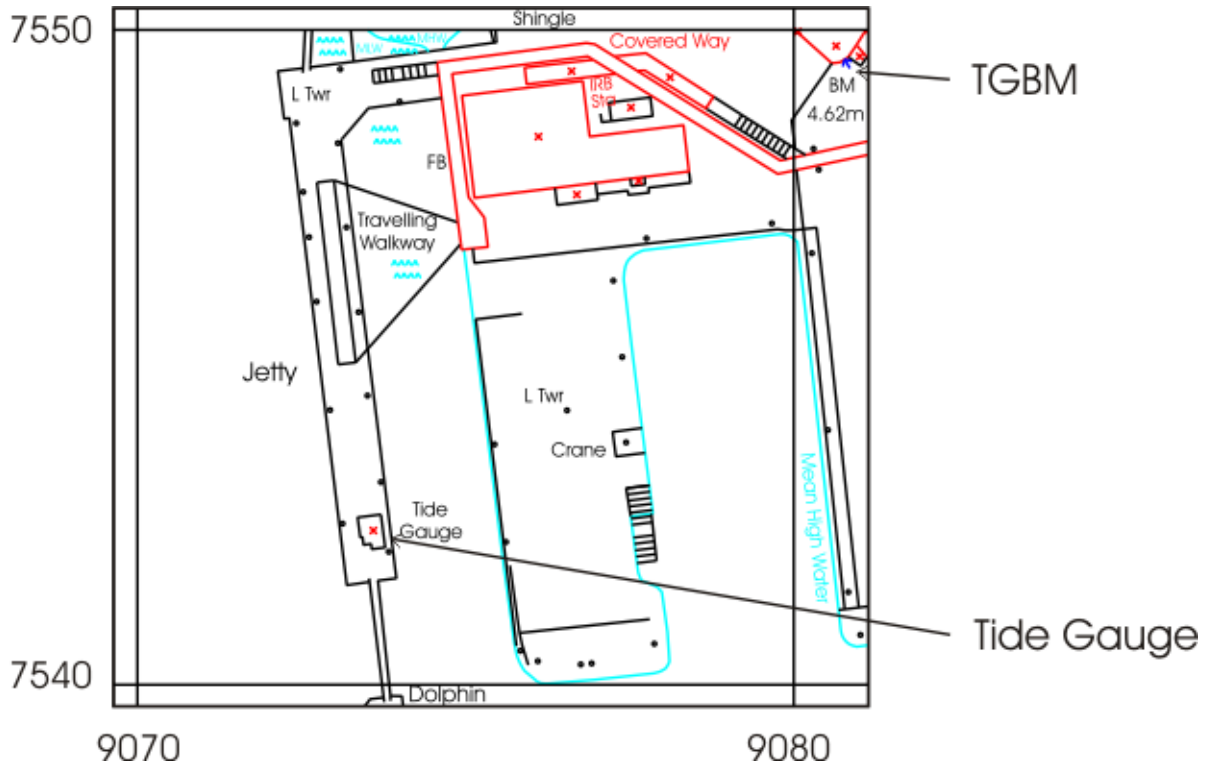 Shingle
7550
MHW
MLW
Covered Way
L Twr
IRB
Sta
TGBM
BM
4.62m
FB
Travelling
Walkway
Jetty
L Twr
Crane
Mean High Water
Tide
Gauge
Tide Gauge
7540
Dolphin
9070
9080